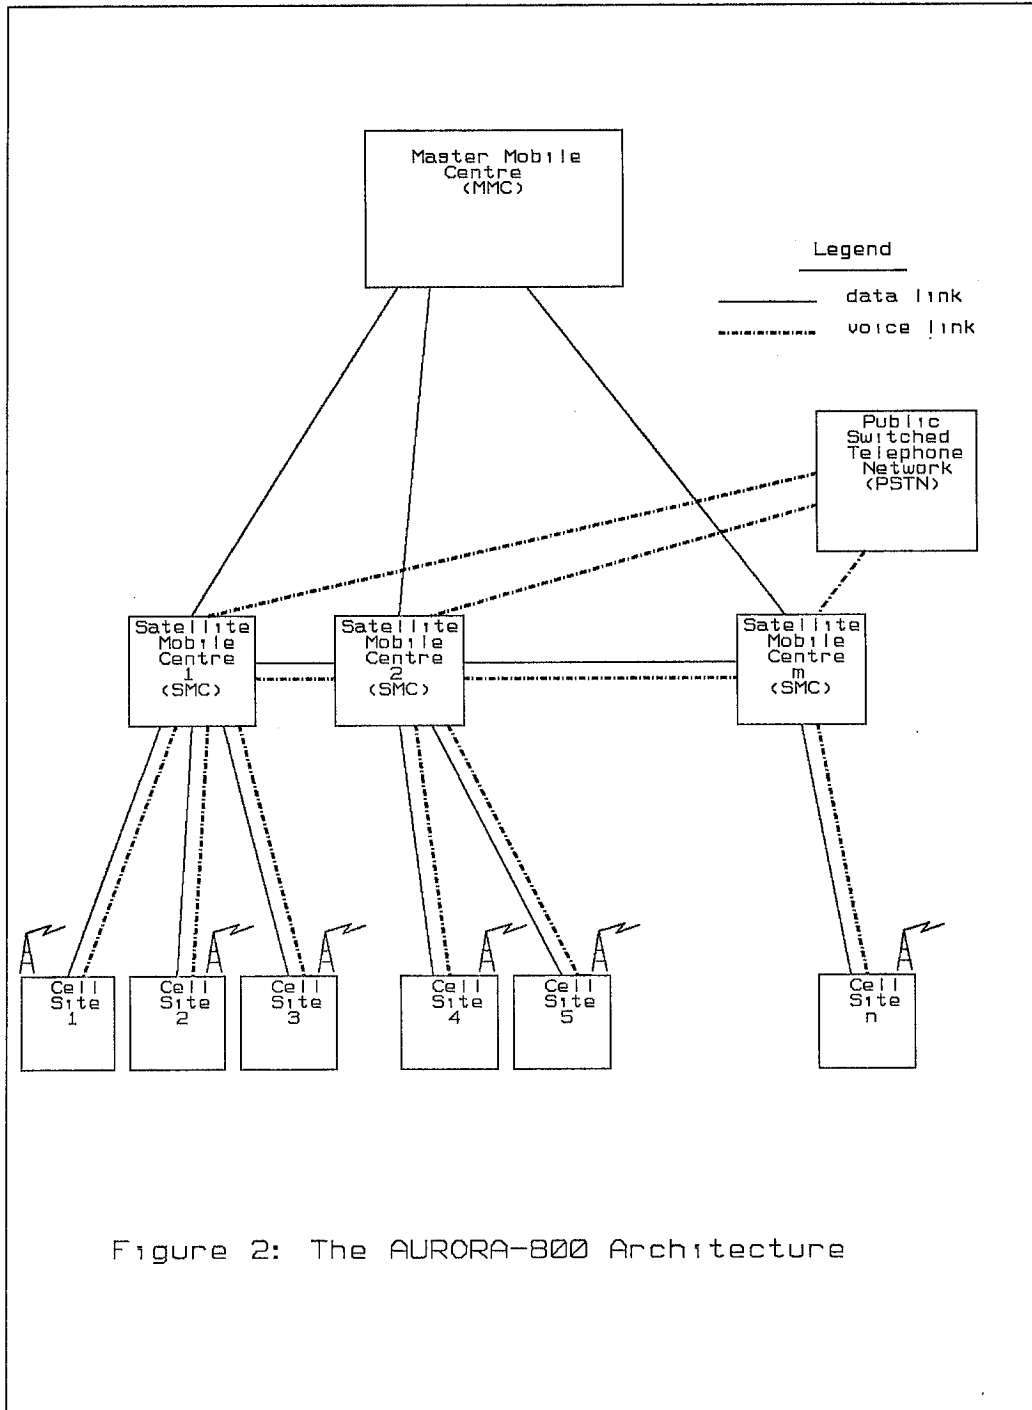 Master Mobile
Centre
(MMC)
Legend
data link
voice link
Public
Switched
Telephone
Network
(PSTN)
Satellite
Mobile
Centre
1
(SMC)
Satellite
Mobile
Centre
2
(SMC)
Satellite
Mobile
Centre
m
(SMC)
Cell
Site
1
Cell
Site
2
Cell
Site
3
Cell
Site
4
Cell
Site
5
Cell
Site
n
Figure 2: The AURORA-800 Architecture